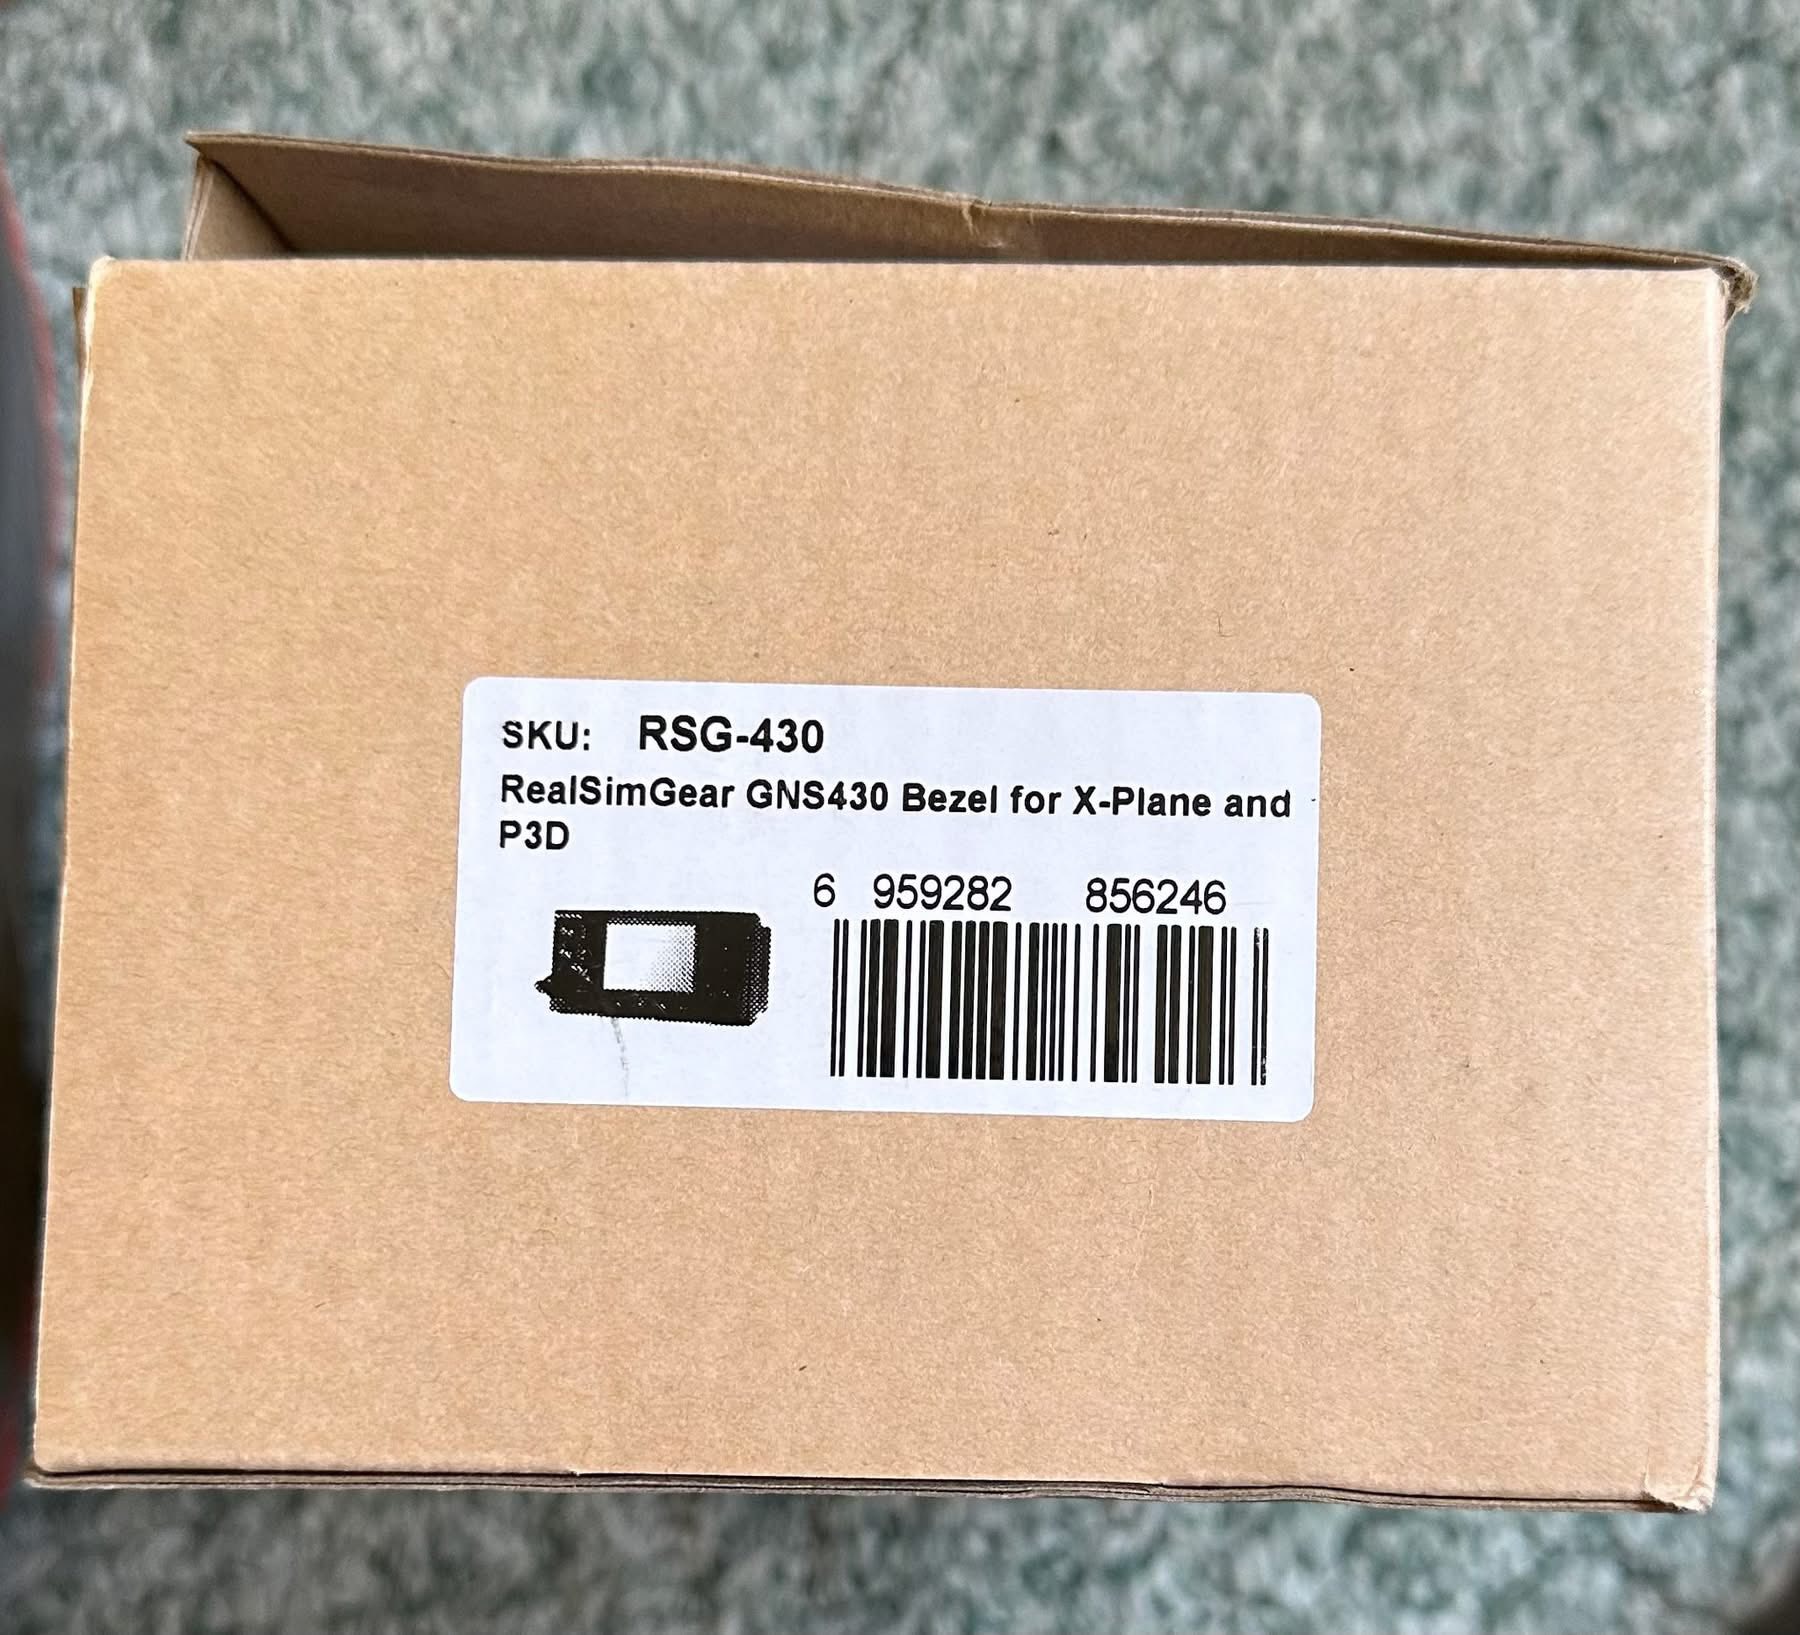 SKU: RSG-430
RealSimGear GNS430 Bezel for X-Plane and
P3D
6 959282 856246